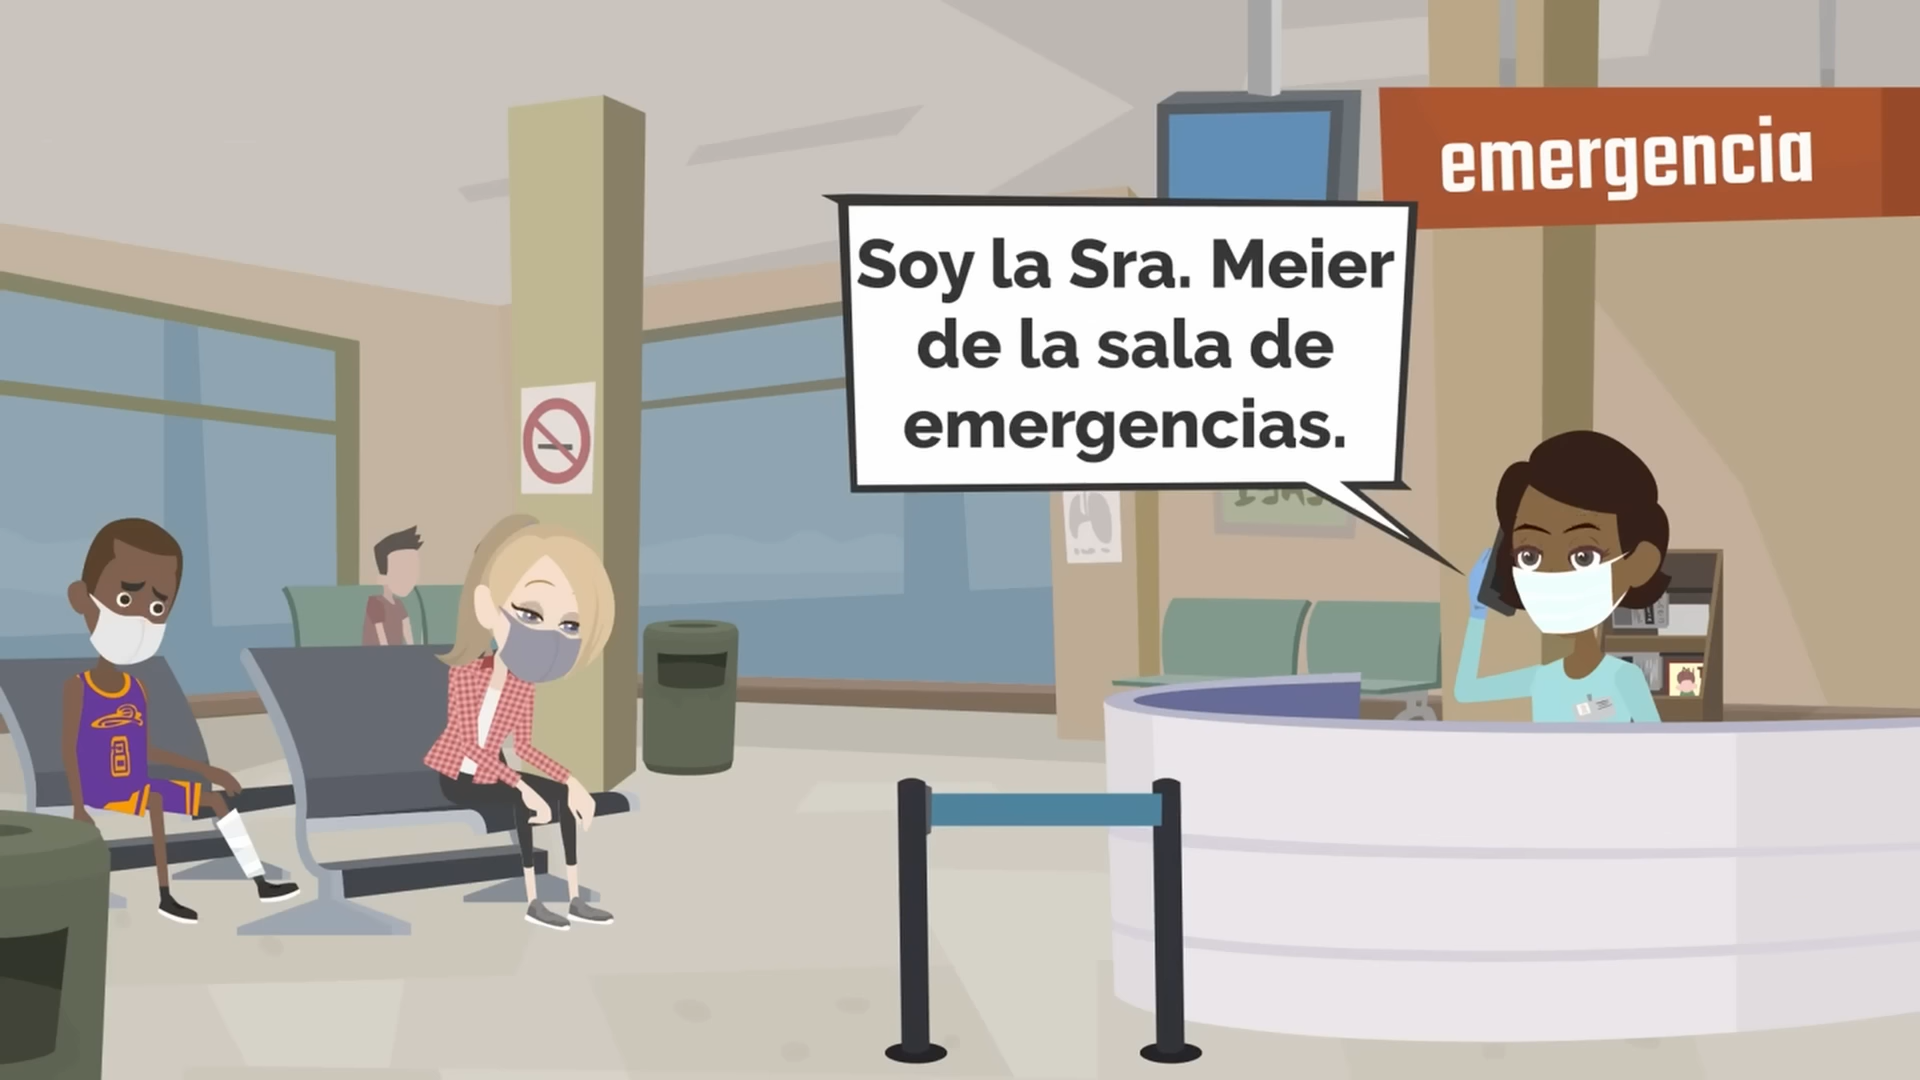 emergencia
Soy la Sra. Meier
de la sala de
emergencias.